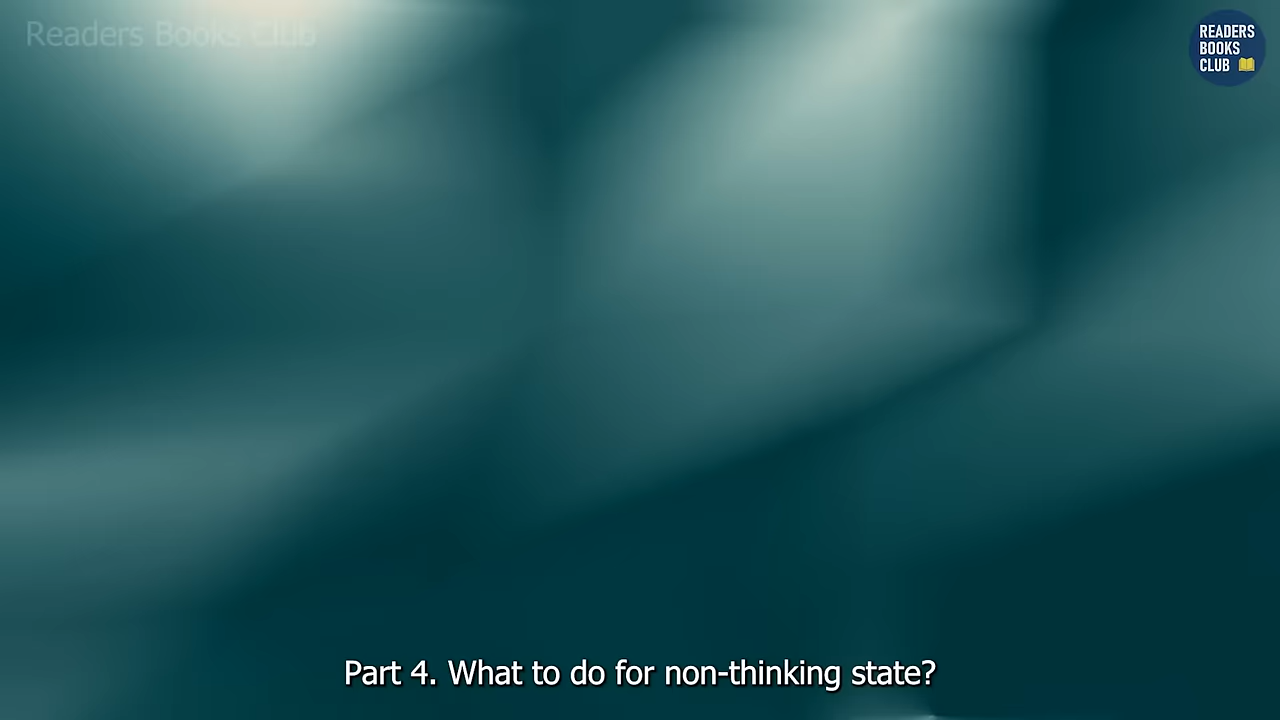 Readers Books Club
READERS
BOOKS
CLUB
Part 4. What to do for non-thinking state?